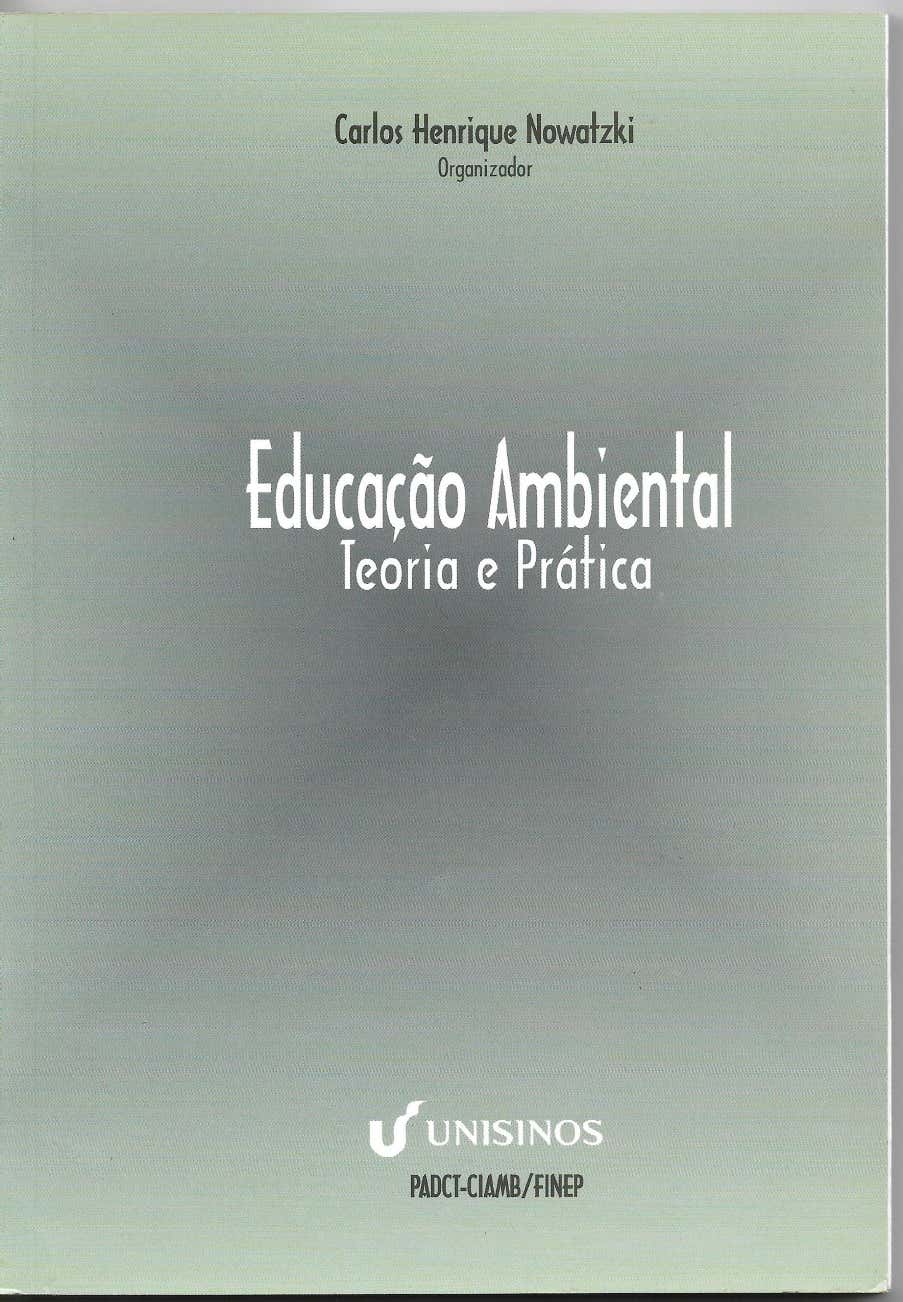 Carlos Henrique Nowatzki
Organizador
Educação Ambiental
Teoria e Prática
UNISINOS
PADCT-CIAMB/FINEP